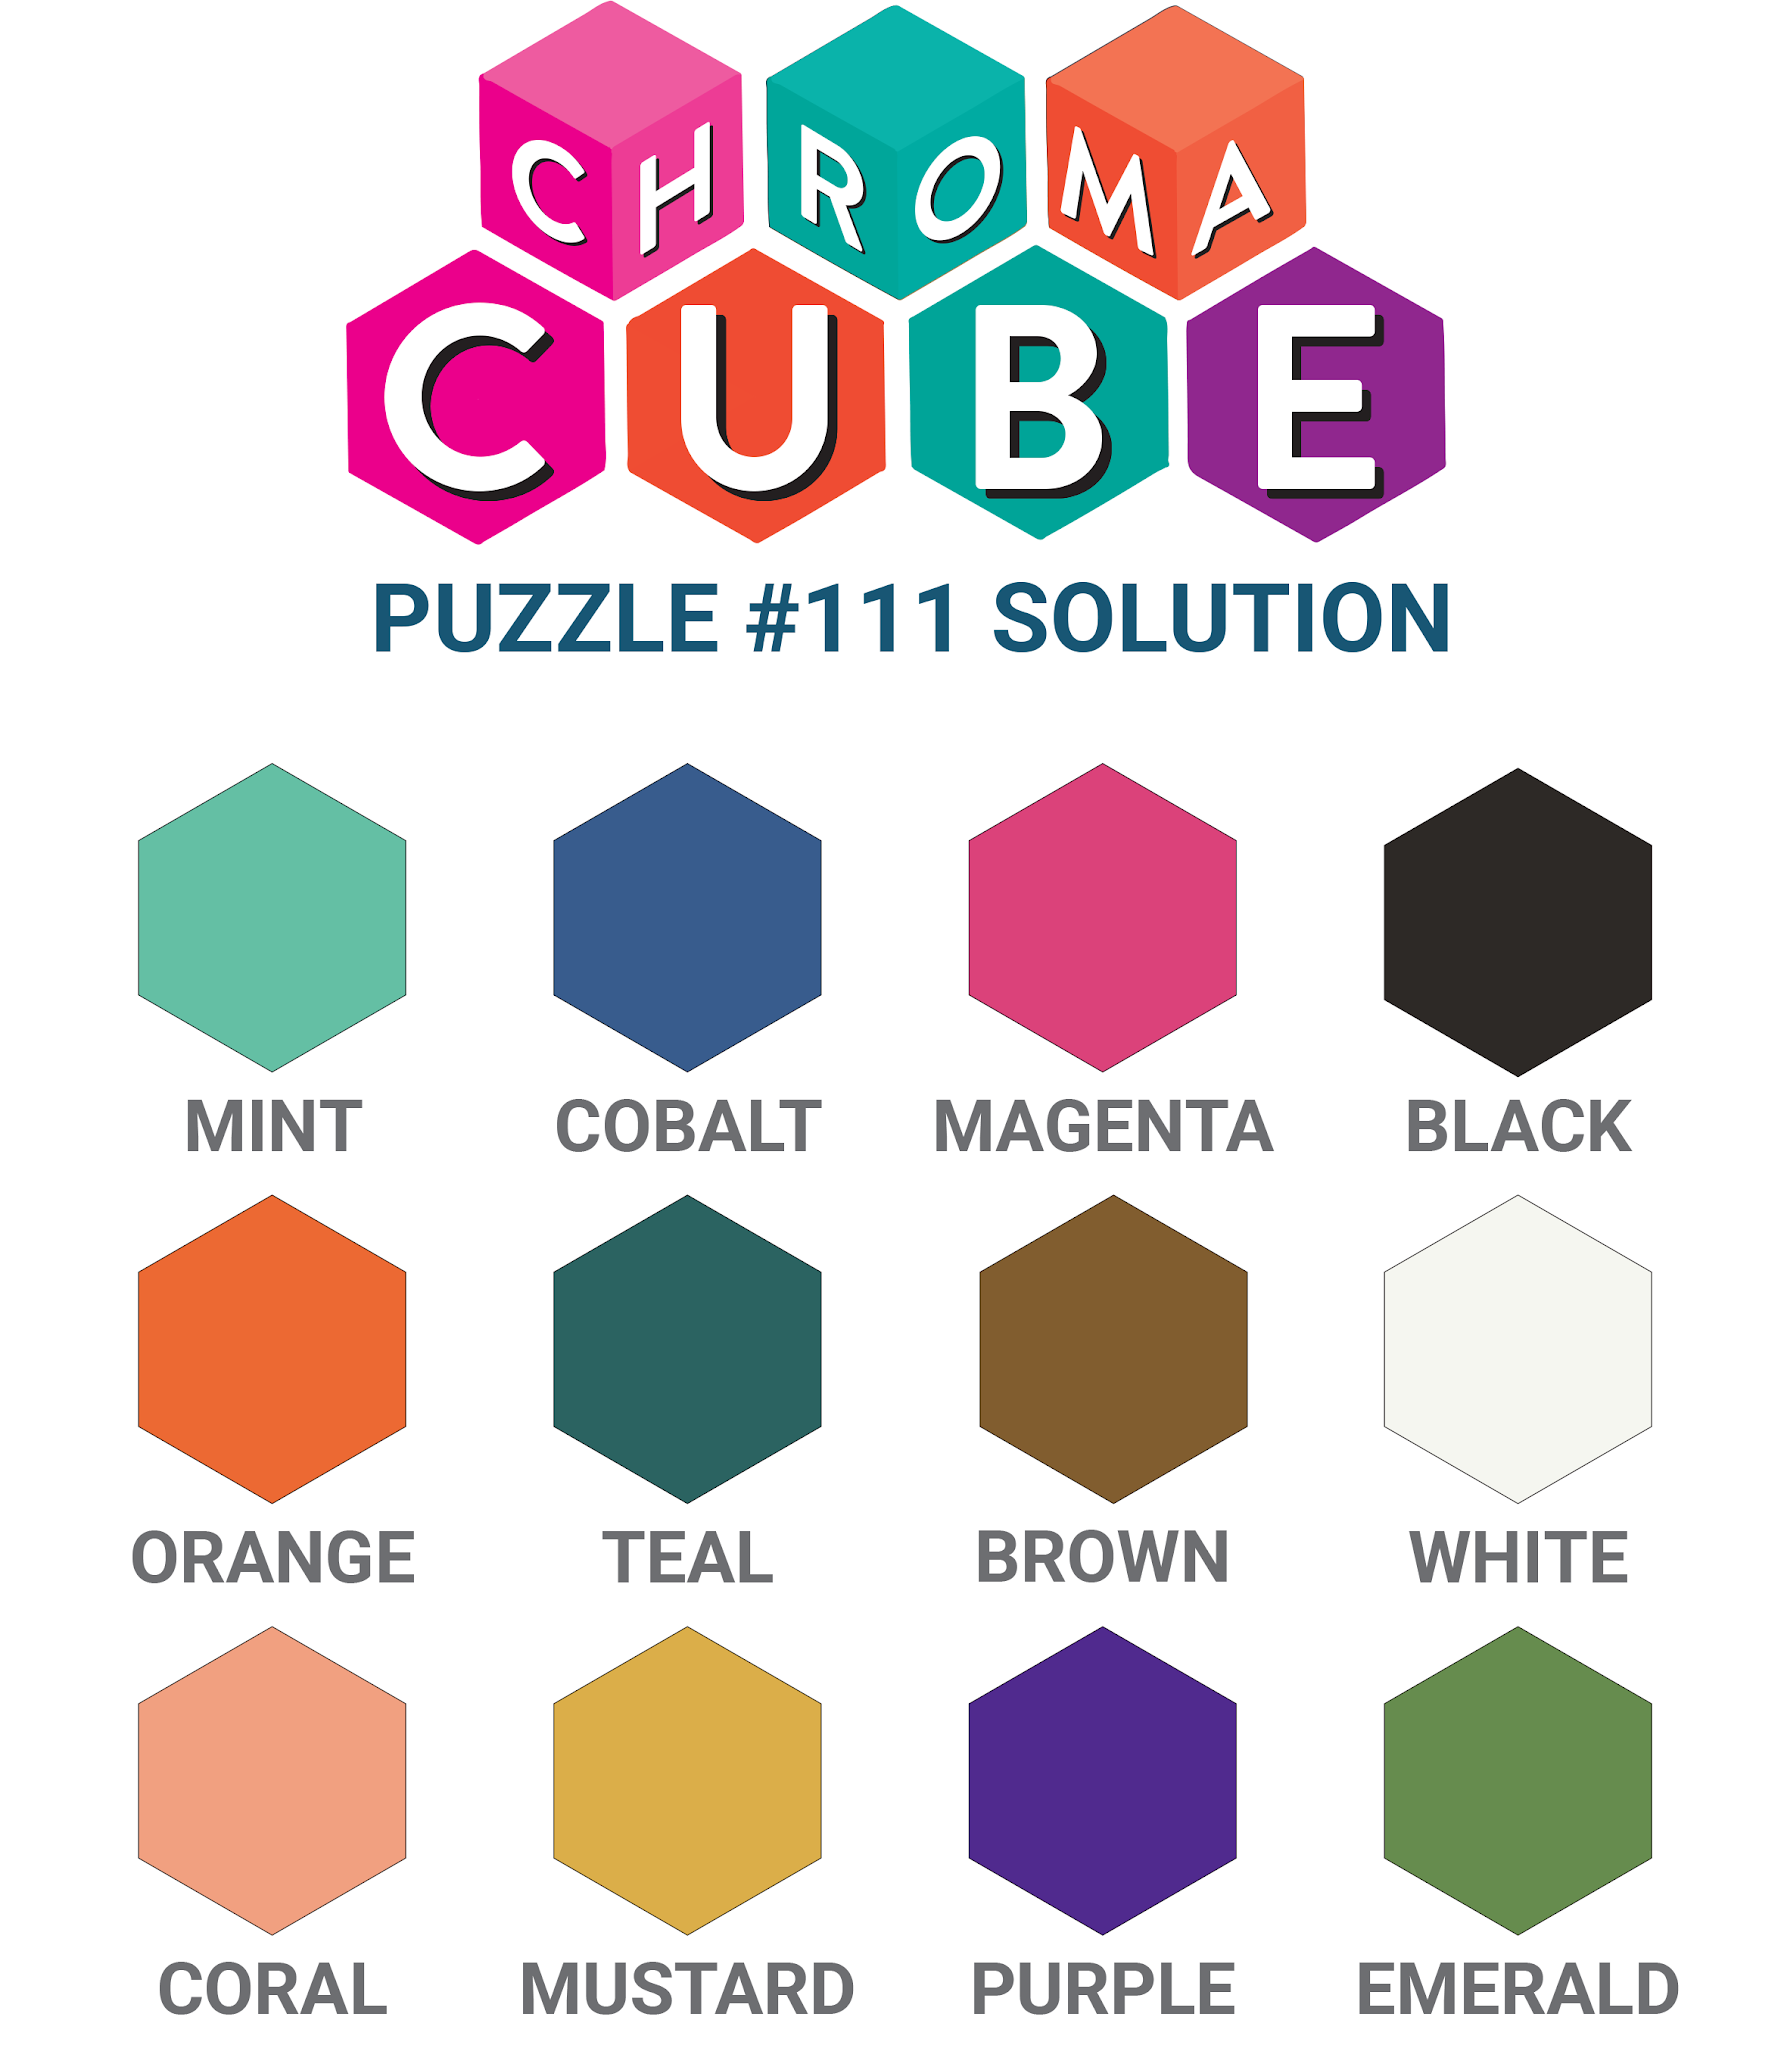 CHROMA
CUBE
PUZZLE #111 SOLUTION
MINT COBALT MAGENTA BLACK
ORANGE TEAL BROWN WHITE
CORAL MUSTARD PURPLE EMERALD